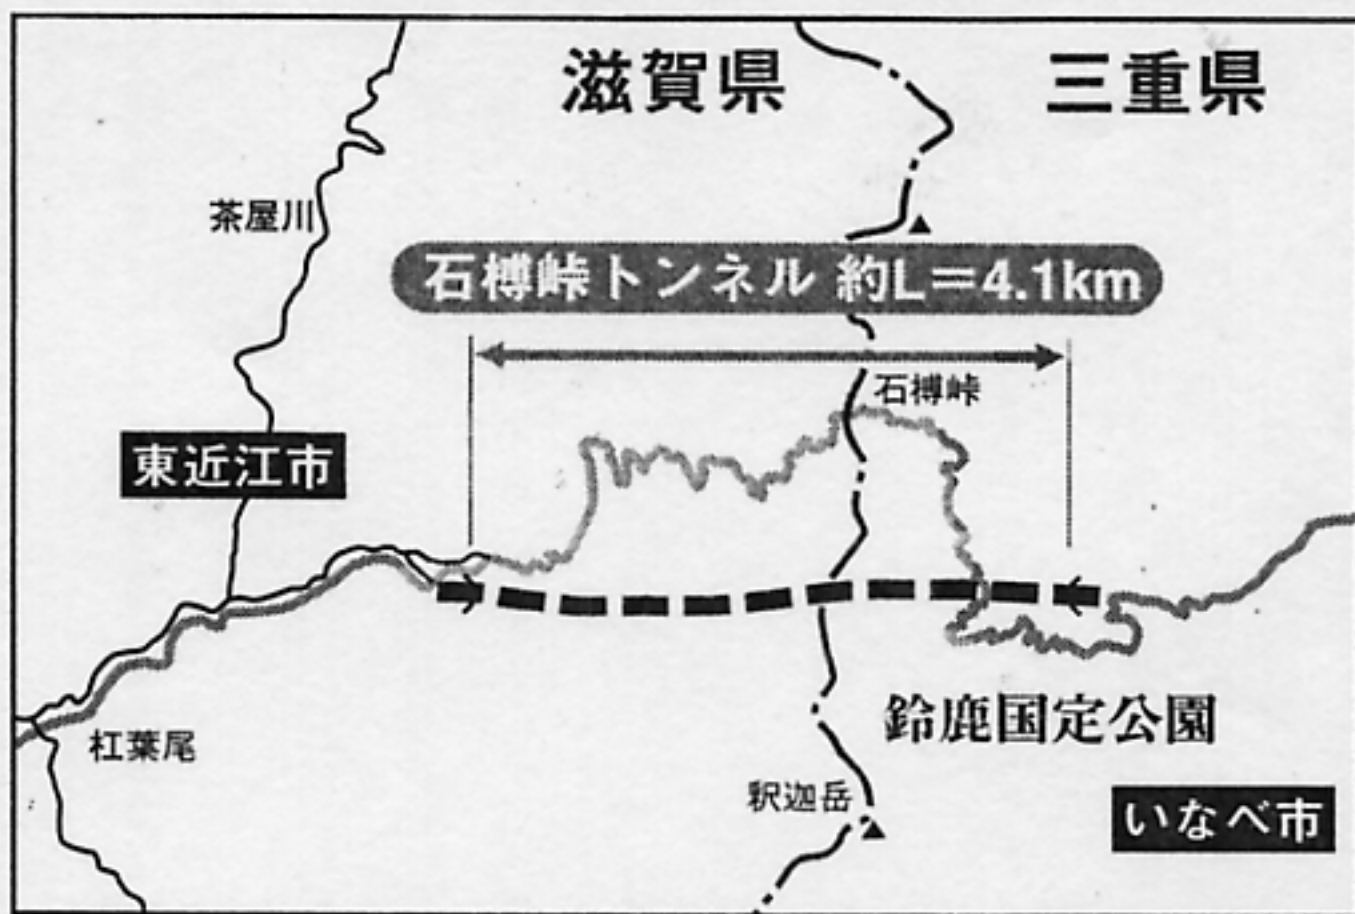 滋賀県
三重県
茶屋川
石榑峠トンネル 約L=4.1km
石榑峠
東近江市
杠葉尾
鈴鹿国定公園
釈迦岳
いなべ市